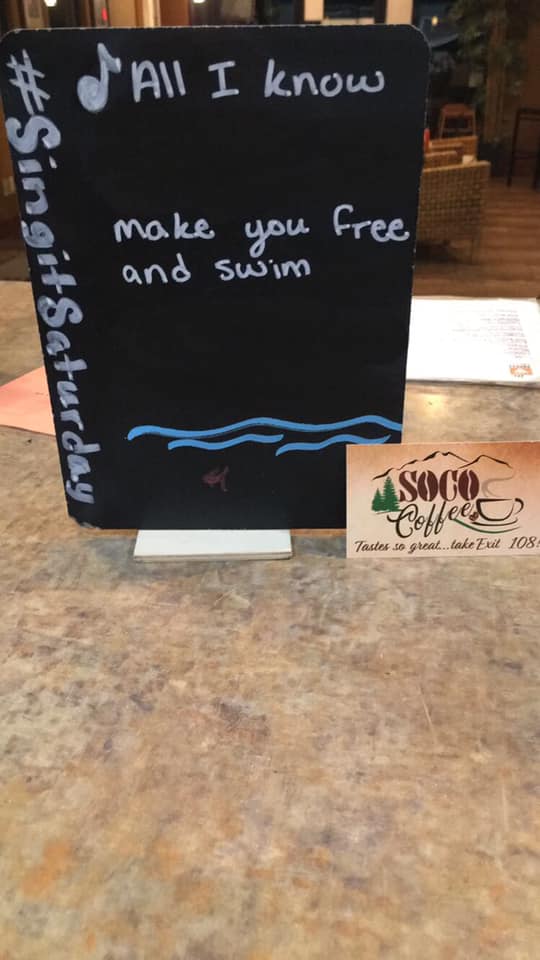 #SingitSaturday
All I know
make you free
and swim
SOCO
Coffee
Tastes so great...take Exit 108!